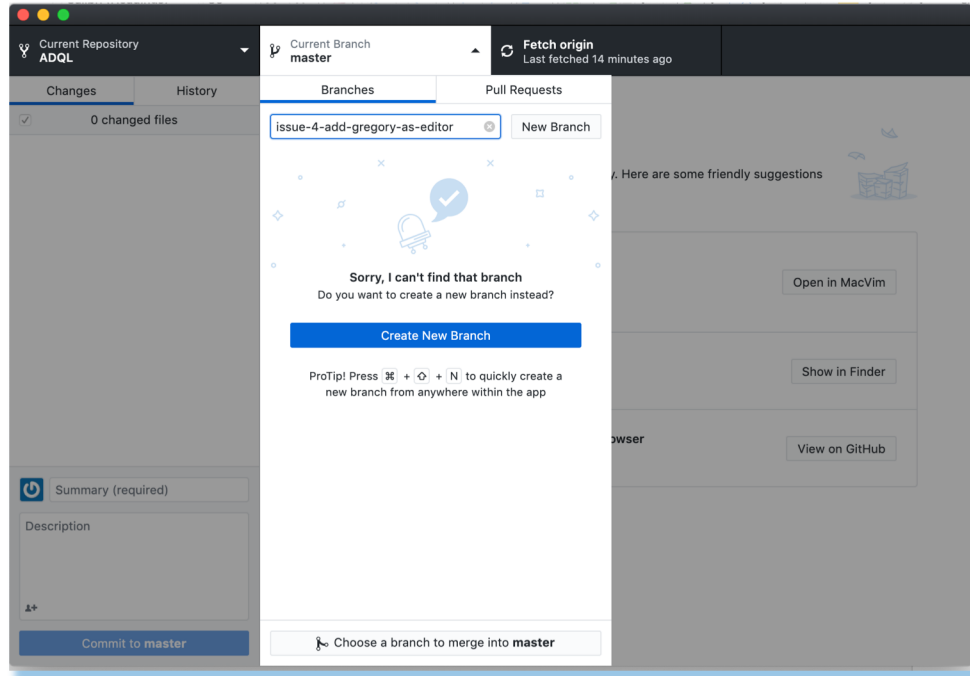 Current Repository
ADQL
Current Branch
master
Fetch origin
Last fetched 14 minutes ago
Changes
History
Branches
Pull Requests
0 changed files
issue-4-add-gregory-as-editor
New Branch
y. Here are some friendly suggestions
Sorry, I can't find that branch
Do you want to create a new branch instead?
Open in MacVim
Create New Branch
ProTip! Press ⌘ + ⇧ + N to quickly create a
new branch from anywhere within the app
Show in Finder
owser
View on GitHub
Summary (required)
Description
Commit to master
Choose a branch to merge into master